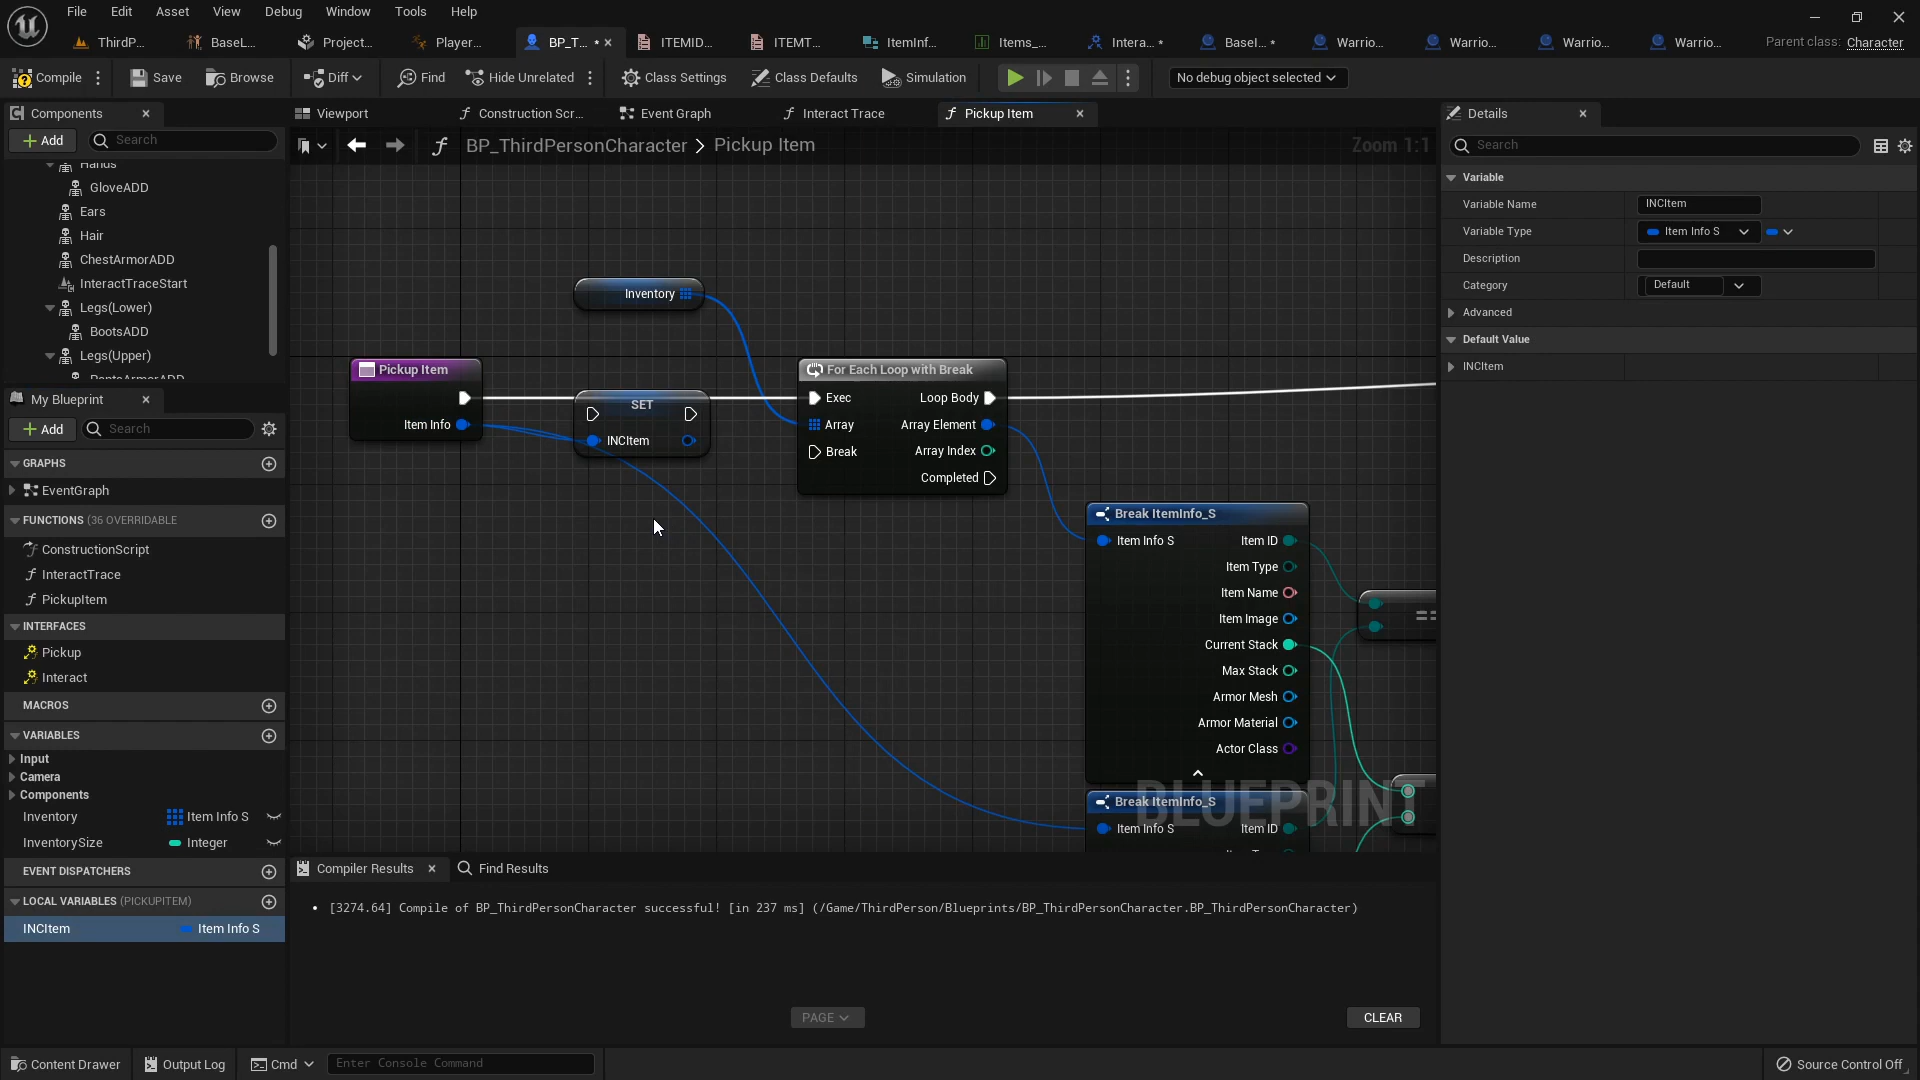 File Edit Asset View Debug Window Tools Help
ThirdP... BaseL... Project... Player... BP_T... * ITEMID... ITEMT... ItemInf... Items_... Intera... * BaseI... * Warrio... Warrio... Warrio... Warrio... Parent class: Character
Compile Save Browse Diff Find Hide Unrelated Class Settings Class Defaults Simulation No debug object selected
Components
Add Search
Hands
GloveADD
Ears
Hair
ChestArmorADD
InteractTraceStart
Legs(Lower)
BootsADD
Legs(Upper)
PantsArmorADD
My Blueprint
Add Search
GRAPHS
EventGraph
FUNCTIONS (36 OVERRIDABLE
ConstructionScript
InteractTrace
PickupItem
INTERFACES
Pickup
Interact
MACROS
VARIABLES
Input
Camera
Components
Inventory Item Info S
InventorySize Integer
EVENT DISPATCHERS
LOCAL VARIABLES (PICKUPITEM)
INCItem Item Info S
Viewport Construction Scr... Event Graph Interact Trace Pickup Item
BP_ThirdPersonCharacter > Pickup Item Zoom 1:1
Inventory
Pickup Item
Item Info
SET
INCItem
For Each Loop with Break
Exec Loop Body
Array Array Element
Break Array Index
Completed
Break ItemInfo_S
Item Info S Item ID
Item Type
Item Name
Item Image
Current Stack
Max Stack
Armor Mesh
Armor Material
Actor Class
==
BLUEPRINT
Break ItemInfo_S
Item Info S Item ID
Compiler Results Find Results
• [3274.64] Compile of BP_ThirdPersonCharacter successful! [in 237 ms] (/Game/ThirdPerson/Blueprints/BP_ThirdPersonCharacter.BP_ThirdPersonCharacter)
PAGE CLEAR
Details
Search
Variable
Variable Name INCItem
Variable Type Item Info S
Description
Category Default
Advanced
Default Value
INCItem
Content Drawer Output Log Cmd Enter Console Command Source Control Off